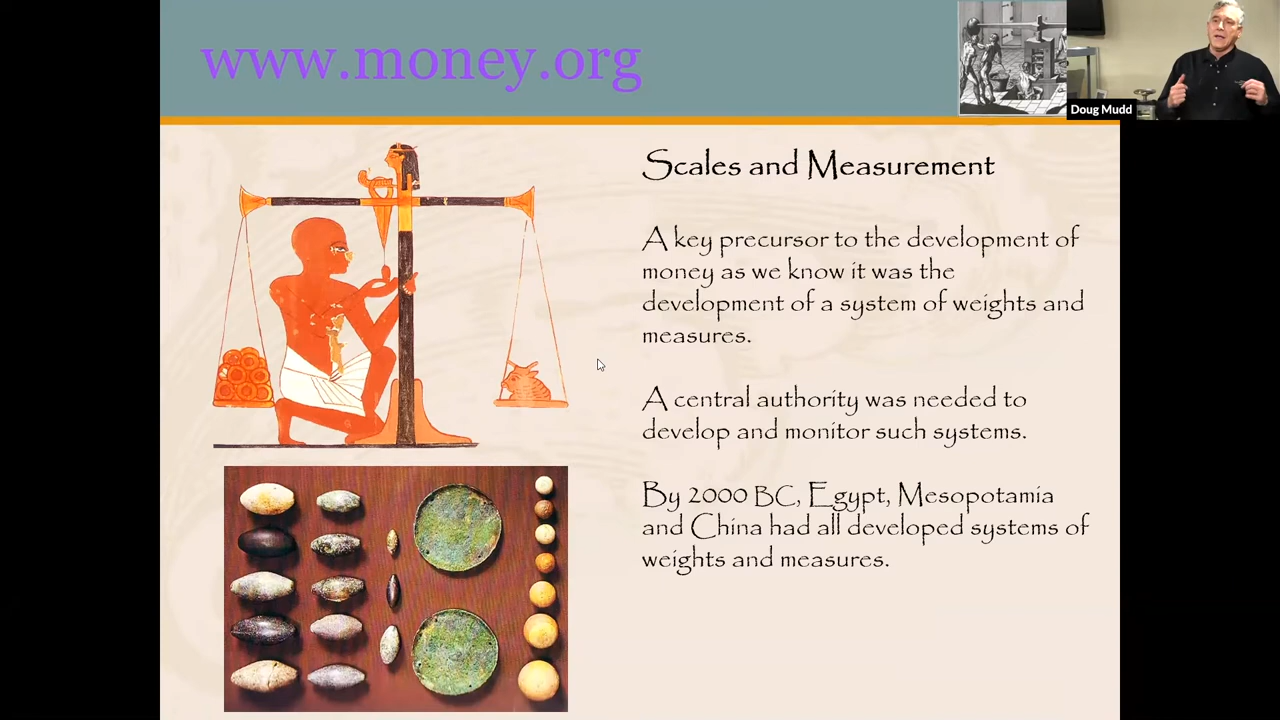 www.money.org
Doug Mudd
Scales and Measurement
A key precursor to the development of
money as we know it was the
development of a system of weights and
measures.
A central authority was needed to
develop and monitor such systems.
By 2000 BC, Egypt, Mesopotamia
and China had all developed systems of
weights and measures.